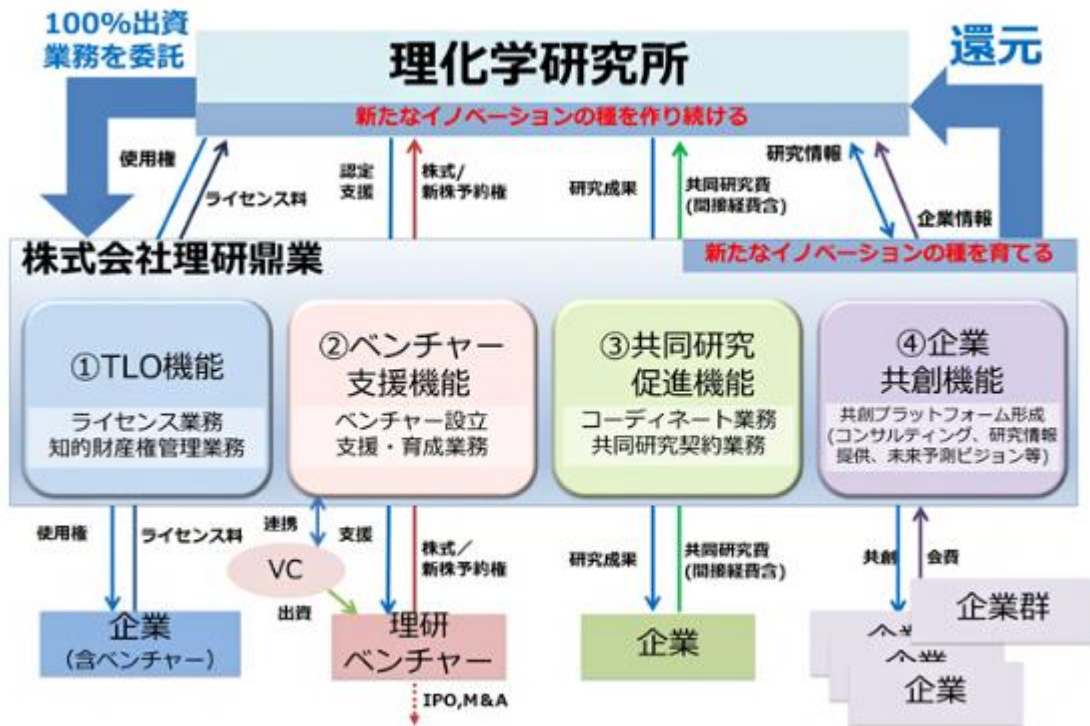 100%出資
業務を委託
理化学研究所
還元
新たなイノベーションの種を作り続ける
使用権
ライセンス料
認定
支援
株式/
新株予約権
研究成果
共同研究費
(間接経費含)
研究情報
企業情報
株式会社理研鼎業
新たなイノベーションの種を育てる
①TLO機能
ライセンス業務
知的財産権管理業務
②ベンチャー
支援機能
ベンチャー設立
支援・育成業務
③共同研究
促進機能
コーディネート業務
共同研究契約業務
④企業
共創機能
共創プラットフォーム形成
(コンサルティング、研究情報
提供、未来予測ビジョン等)
使用権
ライセンス料
連携
支援
株式／
新株予約権
研究成果
共同研究費
(間接経費含)
共創
会費
VC
出資
企業
（含ベンチャー）
理研
ベンチャー
IPO,M&A
企業
企業群
企業
企業
企業